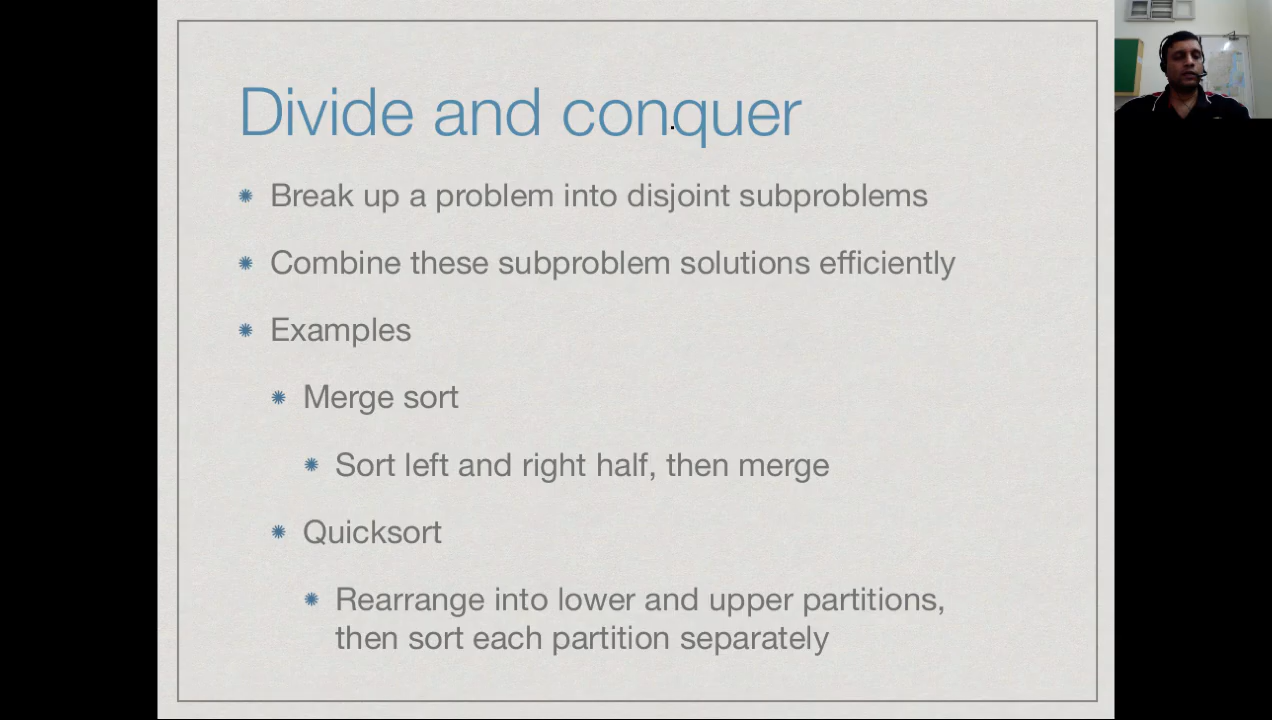 Divide and conquer
Break up a problem into disjoint subproblems
Combine these subproblem solutions efficiently
Examples
Merge sort
Sort left and right half, then merge
Quicksort
Rearrange into lower and upper partitions,
then sort each partition separately